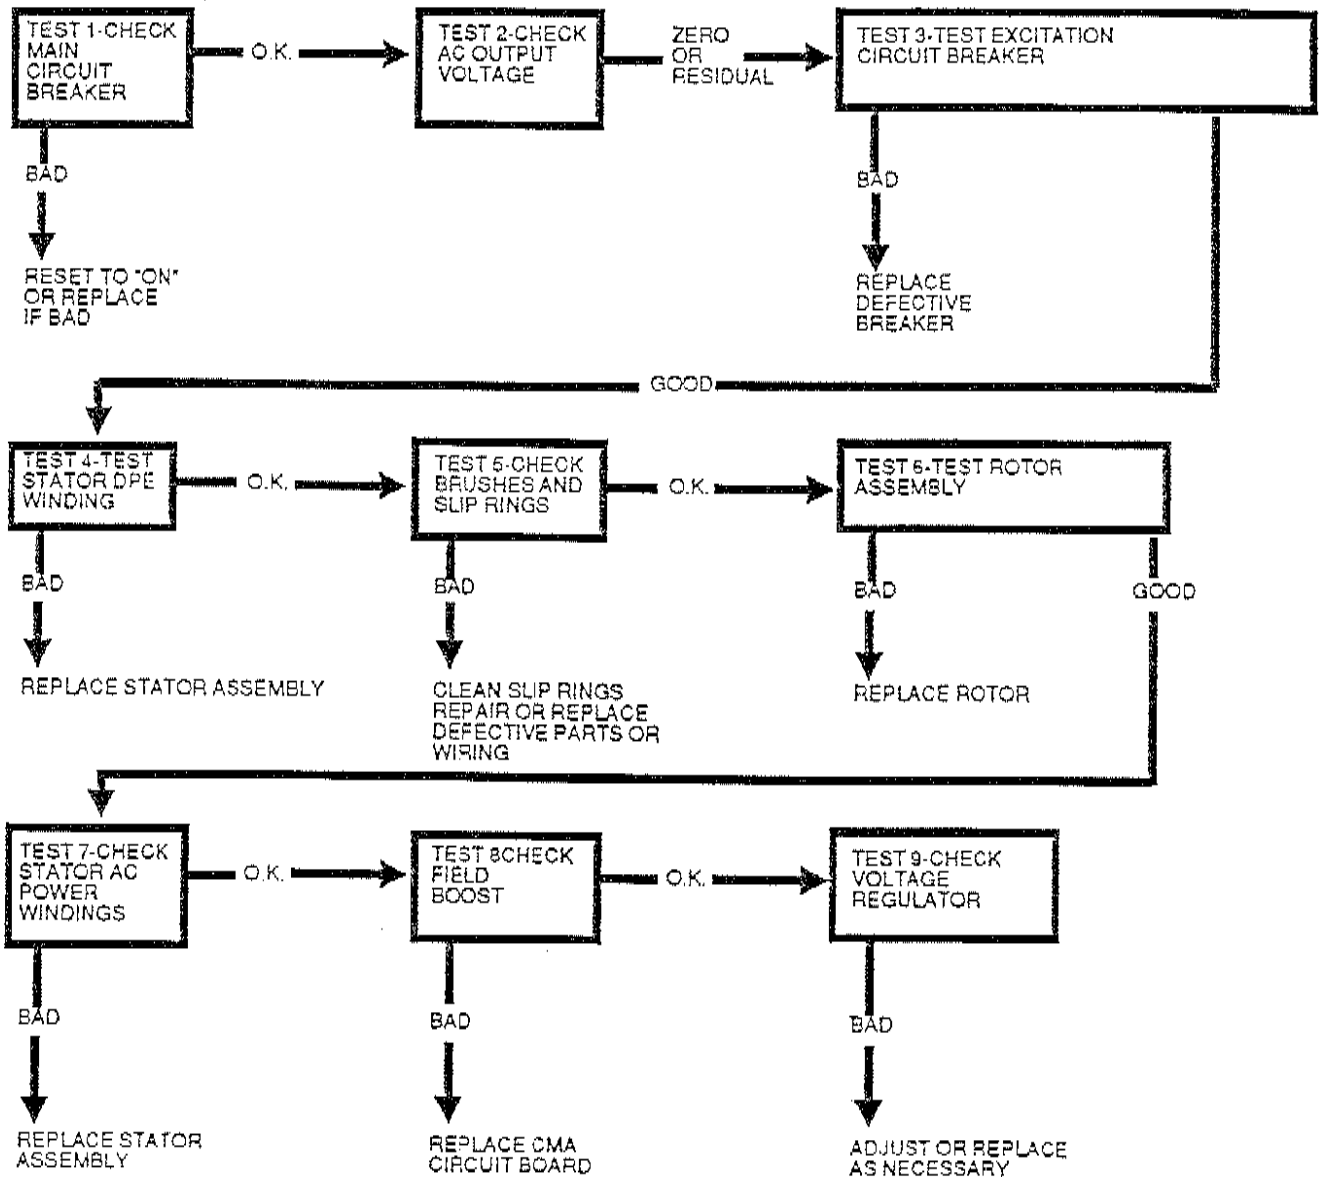 TEST 1-CHECK
MAIN
CIRCUIT
BREAKER
O.K.
TEST 2-CHECK
AC OUTPUT
VOLTAGE
ZERO
OR
RESIDUAL
TEST 3-TEST EXCITATION
CIRCUIT BREAKER
BAD
RESET TO "ON"
OR REPLACE
IF BAD
BAD
REPLACE
DEFECTIVE
BREAKER
GOOD
TEST 4-TEST
STATOR DPE
WINDING
O.K.
TEST 5-CHECK
BRUSHES AND
SLIP RINGS
O.K.
TEST 6-TEST ROTOR
ASSEMBLY
BAD
REPLACE STATOR ASSEMBLY
BAD
CLEAN SLIP RINGS
REPAIR OR REPLACE
DEFECTIVE PARTS OR
WIRING
BAD
REPLACE ROTOR
GOOD
TEST 7-CHECK
STATOR AC
POWER
WINDINGS
O.K.
TEST 8CHECK
FIELD
BOOST
O.K.
TEST 9-CHECK
VOLTAGE
REGULATOR
BAD
REPLACE STATOR
ASSEMBLY
BAD
REPLACE CMA
CIRCUIT BOARD
BAD
ADJUST OR REPLACE
AS NECESSARY